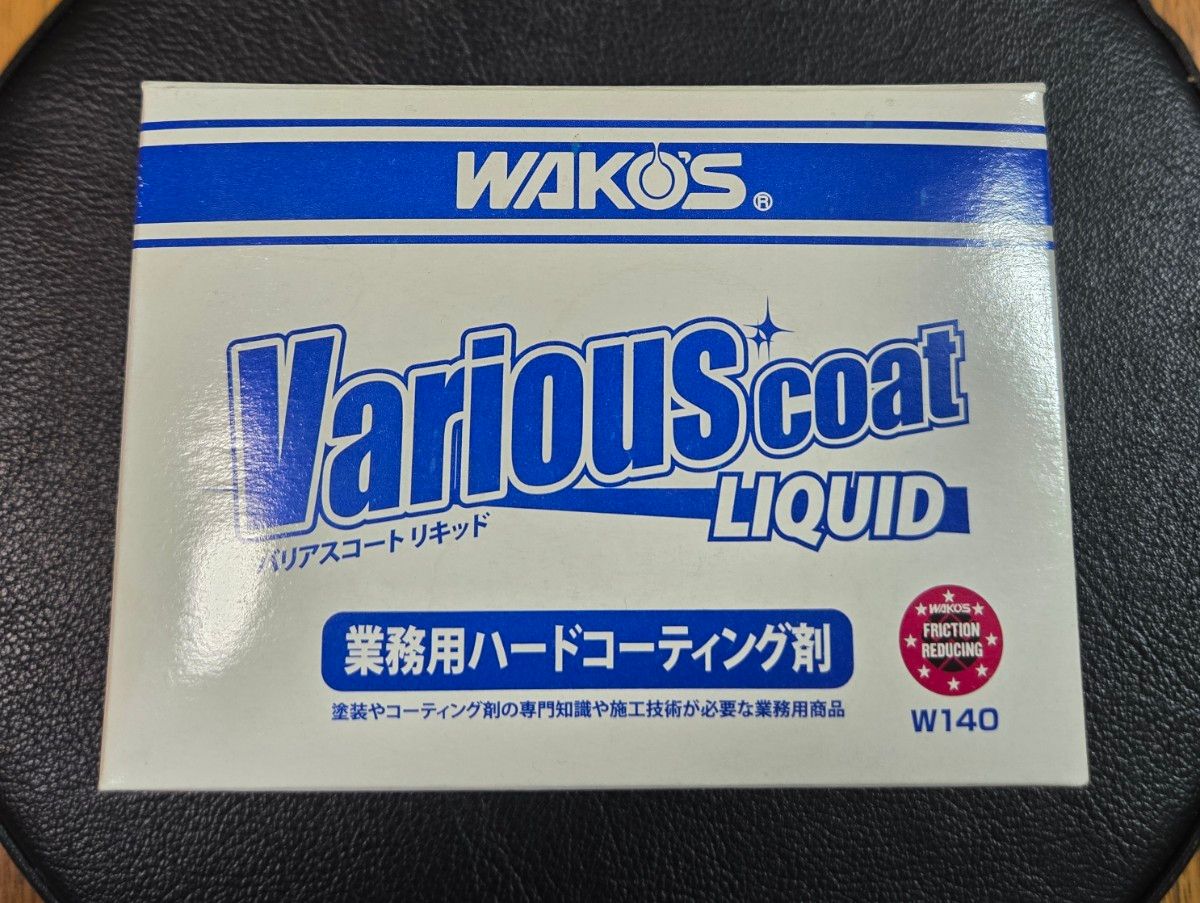 WAKO'S®
Various coat
LIQUID
バリアスコート リキッド
業務用ハードコーティング剤
塗装やコーティング剤の専門知識や施工技術が必要な業務用商品
WAKO'S
FRICTION
REDUCING
W140